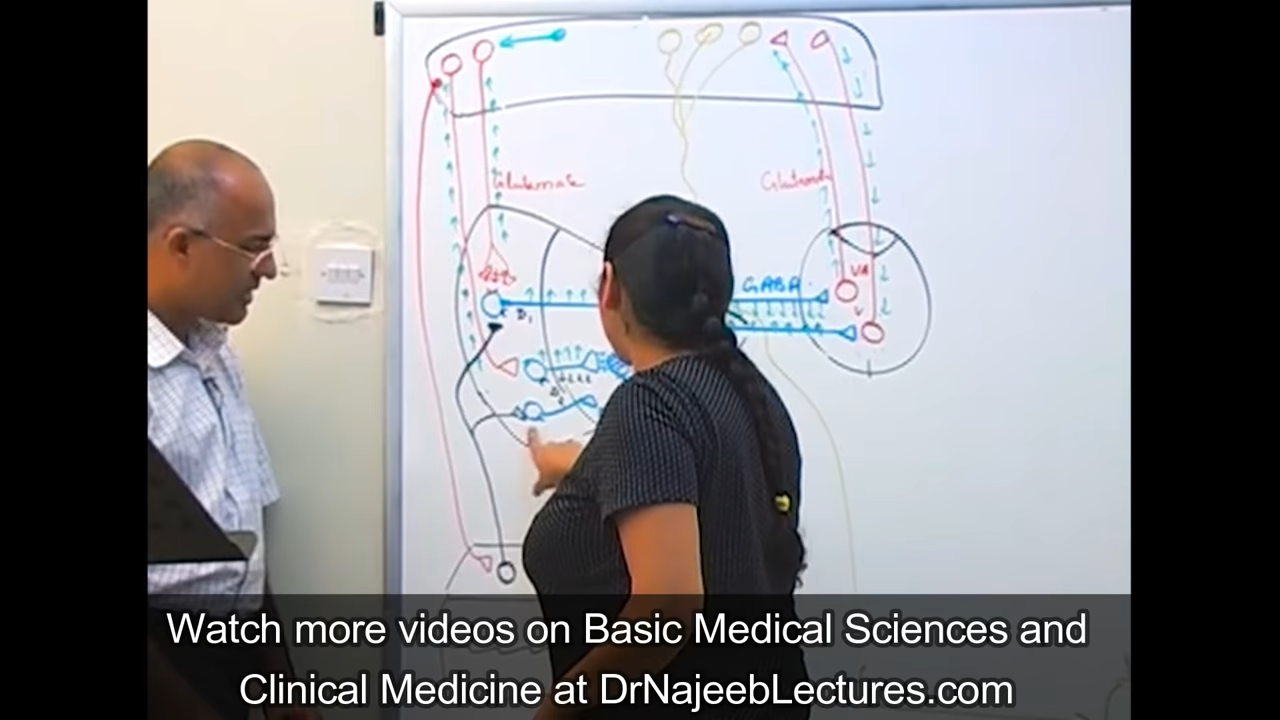 Glutamate
Glutamate
GABA
VA
D₁
Watch more videos on Basic Medical Sciences and
Clinical Medicine at DrNajeebLectures.com